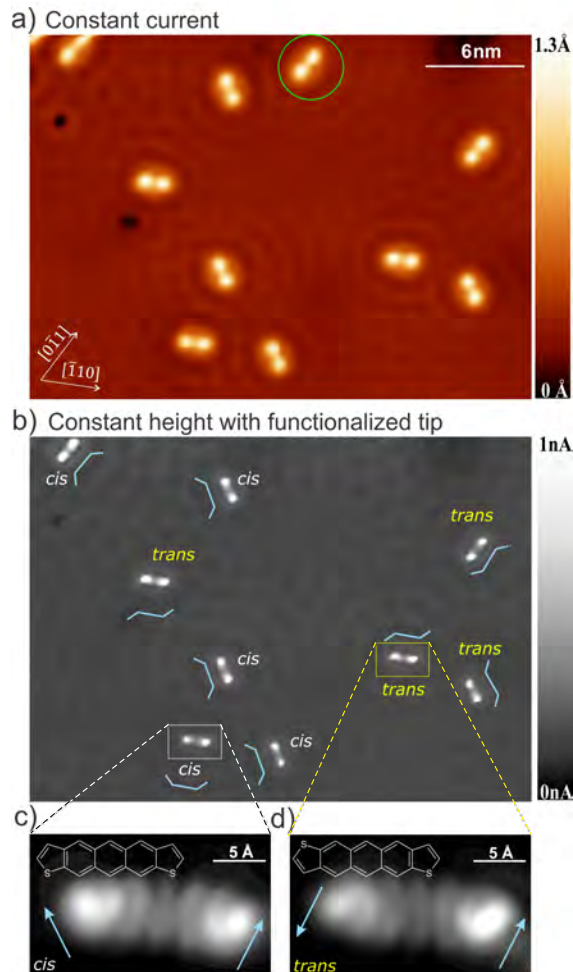 a) Constant current
6nm
1.3Å
[01̄1]
[1̄10]
0 Å
b) Constant height with functionalized tip
1nA
cis
cis
trans
trans
cis
trans
trans
cis
cis
0nA
c)
d)
S
S
5 Å
cis
S
S
5 Å
trans